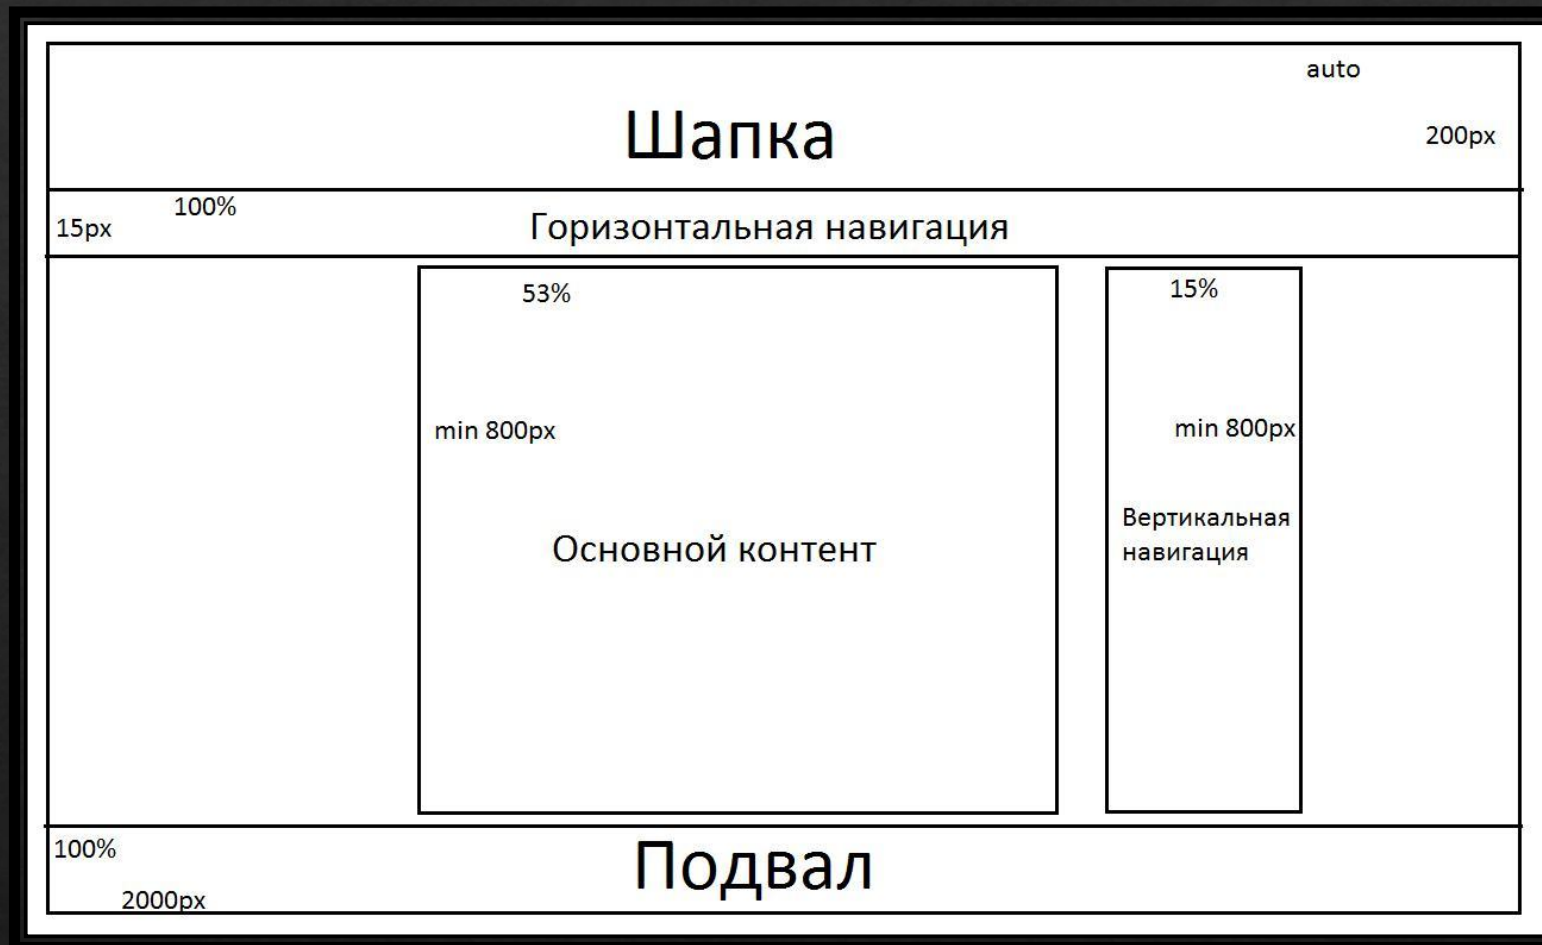 auto
Шапка
200px
100%
15px
Горизонтальная навигация
53%
15%
min 800px
min 800px
Вертикальная
навигация
Основной контент
100%
Подвал
2000px